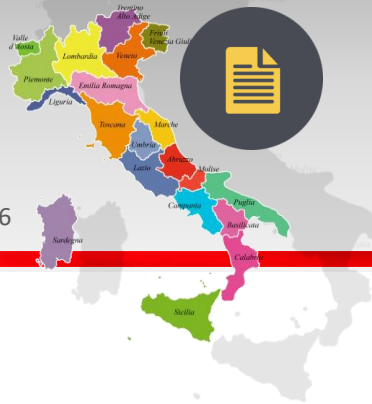 Trentino
Alto Adige
Valle
d'Aosta
Friuli
Venezia Giuli
Lombardia
Veneto
Piemonte
Emilia Romagna
Liguria
Toscana
Marche
Umbria
Abruzzo
Lazio
Molise
Campania
Puglia
6
Basilicata
Sardegna
Calabria
Sicilia